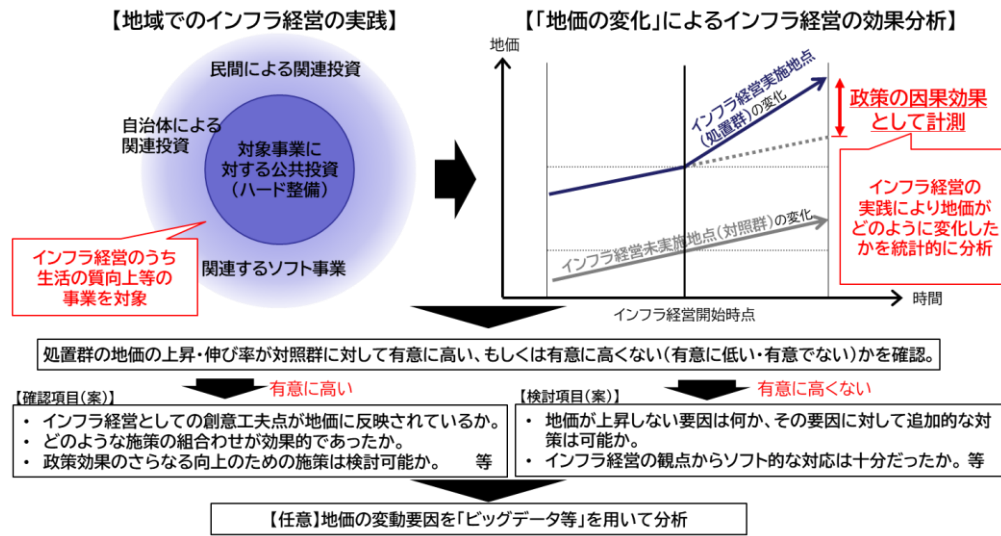 【地域でのインフラ経営の実践】
民間による関連投資
自治体による
関連投資
対象事業に
対する公共投資
（ハード整備）
インフラ経営のうち
生活の質向上等の
事業を対象
関連するソフト事業
【「地価の変化」によるインフラ経営の効果分析】
地価
インフラ経営実施地点
（処置群）の変化
政策の因果効果
として計測
インフラ経営の
実践により地価が
どのように変化した
かを統計的に分析
インフラ経営未実施地点（対照群）の変化
時間
インフラ経営開始時点
処置群の地価の上昇・伸び率が対照群に対して有意に高い、もしくは有意に高くない（有意に低い・有意でない）かを確認。
有意に高い
【確認項目（案）】
・ インフラ経営としての創意工夫点が地価に反映されているか。
・ どのような施策の組合わせが効果的であったか。
・ 政策効果のさらなる向上のための施策は検討可能か。 等
有意に高くない
【検討項目（案）】
・ 地価が上昇しない要因は何か、その要因に対して追加的な対
策は可能か。
・ インフラ経営の観点からソフト的な対応は十分だったか。等
【任意】地価の変動要因を「ビッグデータ等」を用いて分析